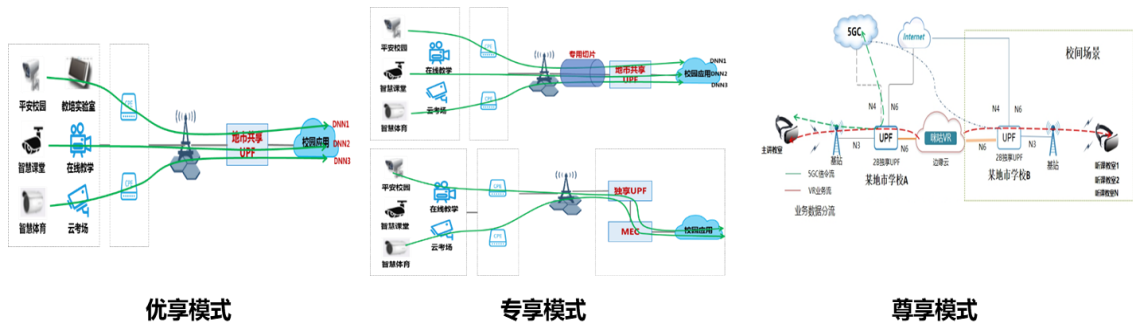 平安校园
教培实验室
CPE
智慧课堂
在线教学
智慧体育
云考场
CPE
地市共享
UPF
校园应用
DNN1
DNN2
DNN3
优享模式
平安校园
在线教学
智慧课堂
云考场
智慧体育
CPE
CPE
专用切片
地市共享
UPF
校园应用
DNN1
DNN2
DNN3
平安校园
在线教学
智慧课堂
云考场
智慧体育
CPE
CPE
独享UPF
MEC
校园应用
专享模式
5GC
Internet
校间场景
N4
N6
N4
N6
主讲教室
基站
N3
UPF
2B独享UPF
N6
咪咕VR
边缘云
N6
UPF
2B独享UPF
N3
基站
听课教室1
听课教室2
听课教室N
某地市学校A
某地市学校B
5GC信令流
VR业务流
业务数据分流
尊享模式